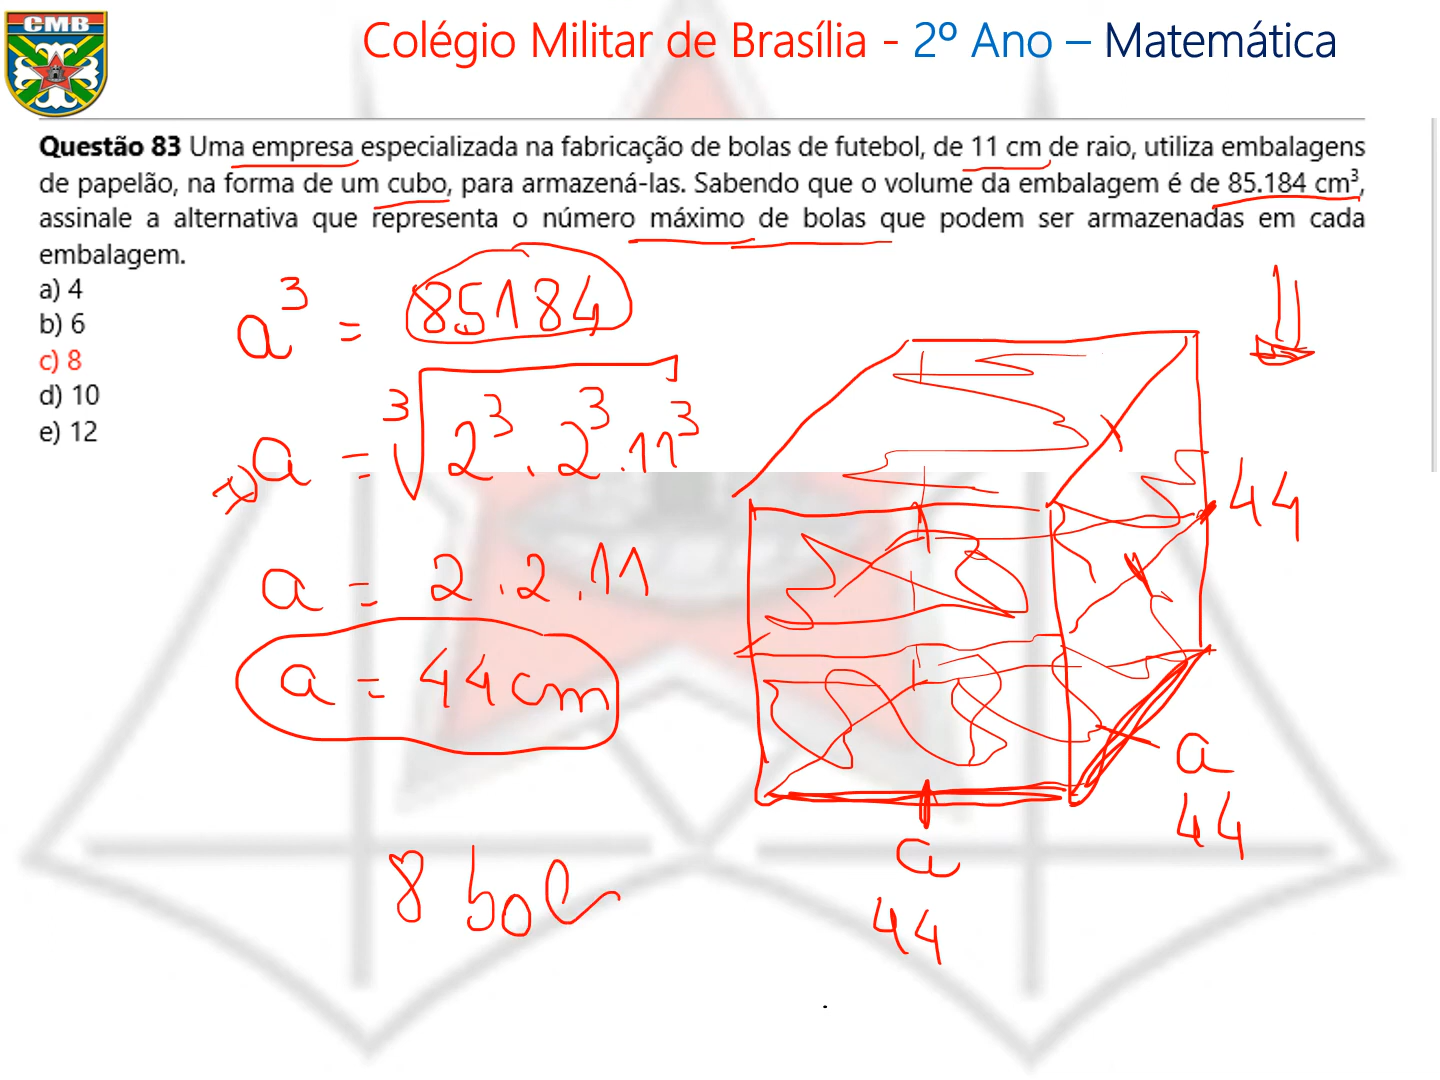 CMB
Colégio Militar de Brasília - 2º Ano – Matemática
Questão 83 Uma empresa especializada na fabricação de bolas de futebol, de 11 cm de raio, utiliza embalagens
de papelão, na forma de um cubo, para armazená-las. Sabendo que o volume da embalagem é de 85.184 cm³,
assinale a alternativa que representa o número máximo de bolas que podem ser armazenadas em cada
embalagem.
a) 4
b) 6
c) 8
d) 10
e) 12
a³ = 85184
a = ³√2³ . 2³ . 11³
a = 2 . 2 . 11
a = 44 cm
8 bol
44
a
44
a
44